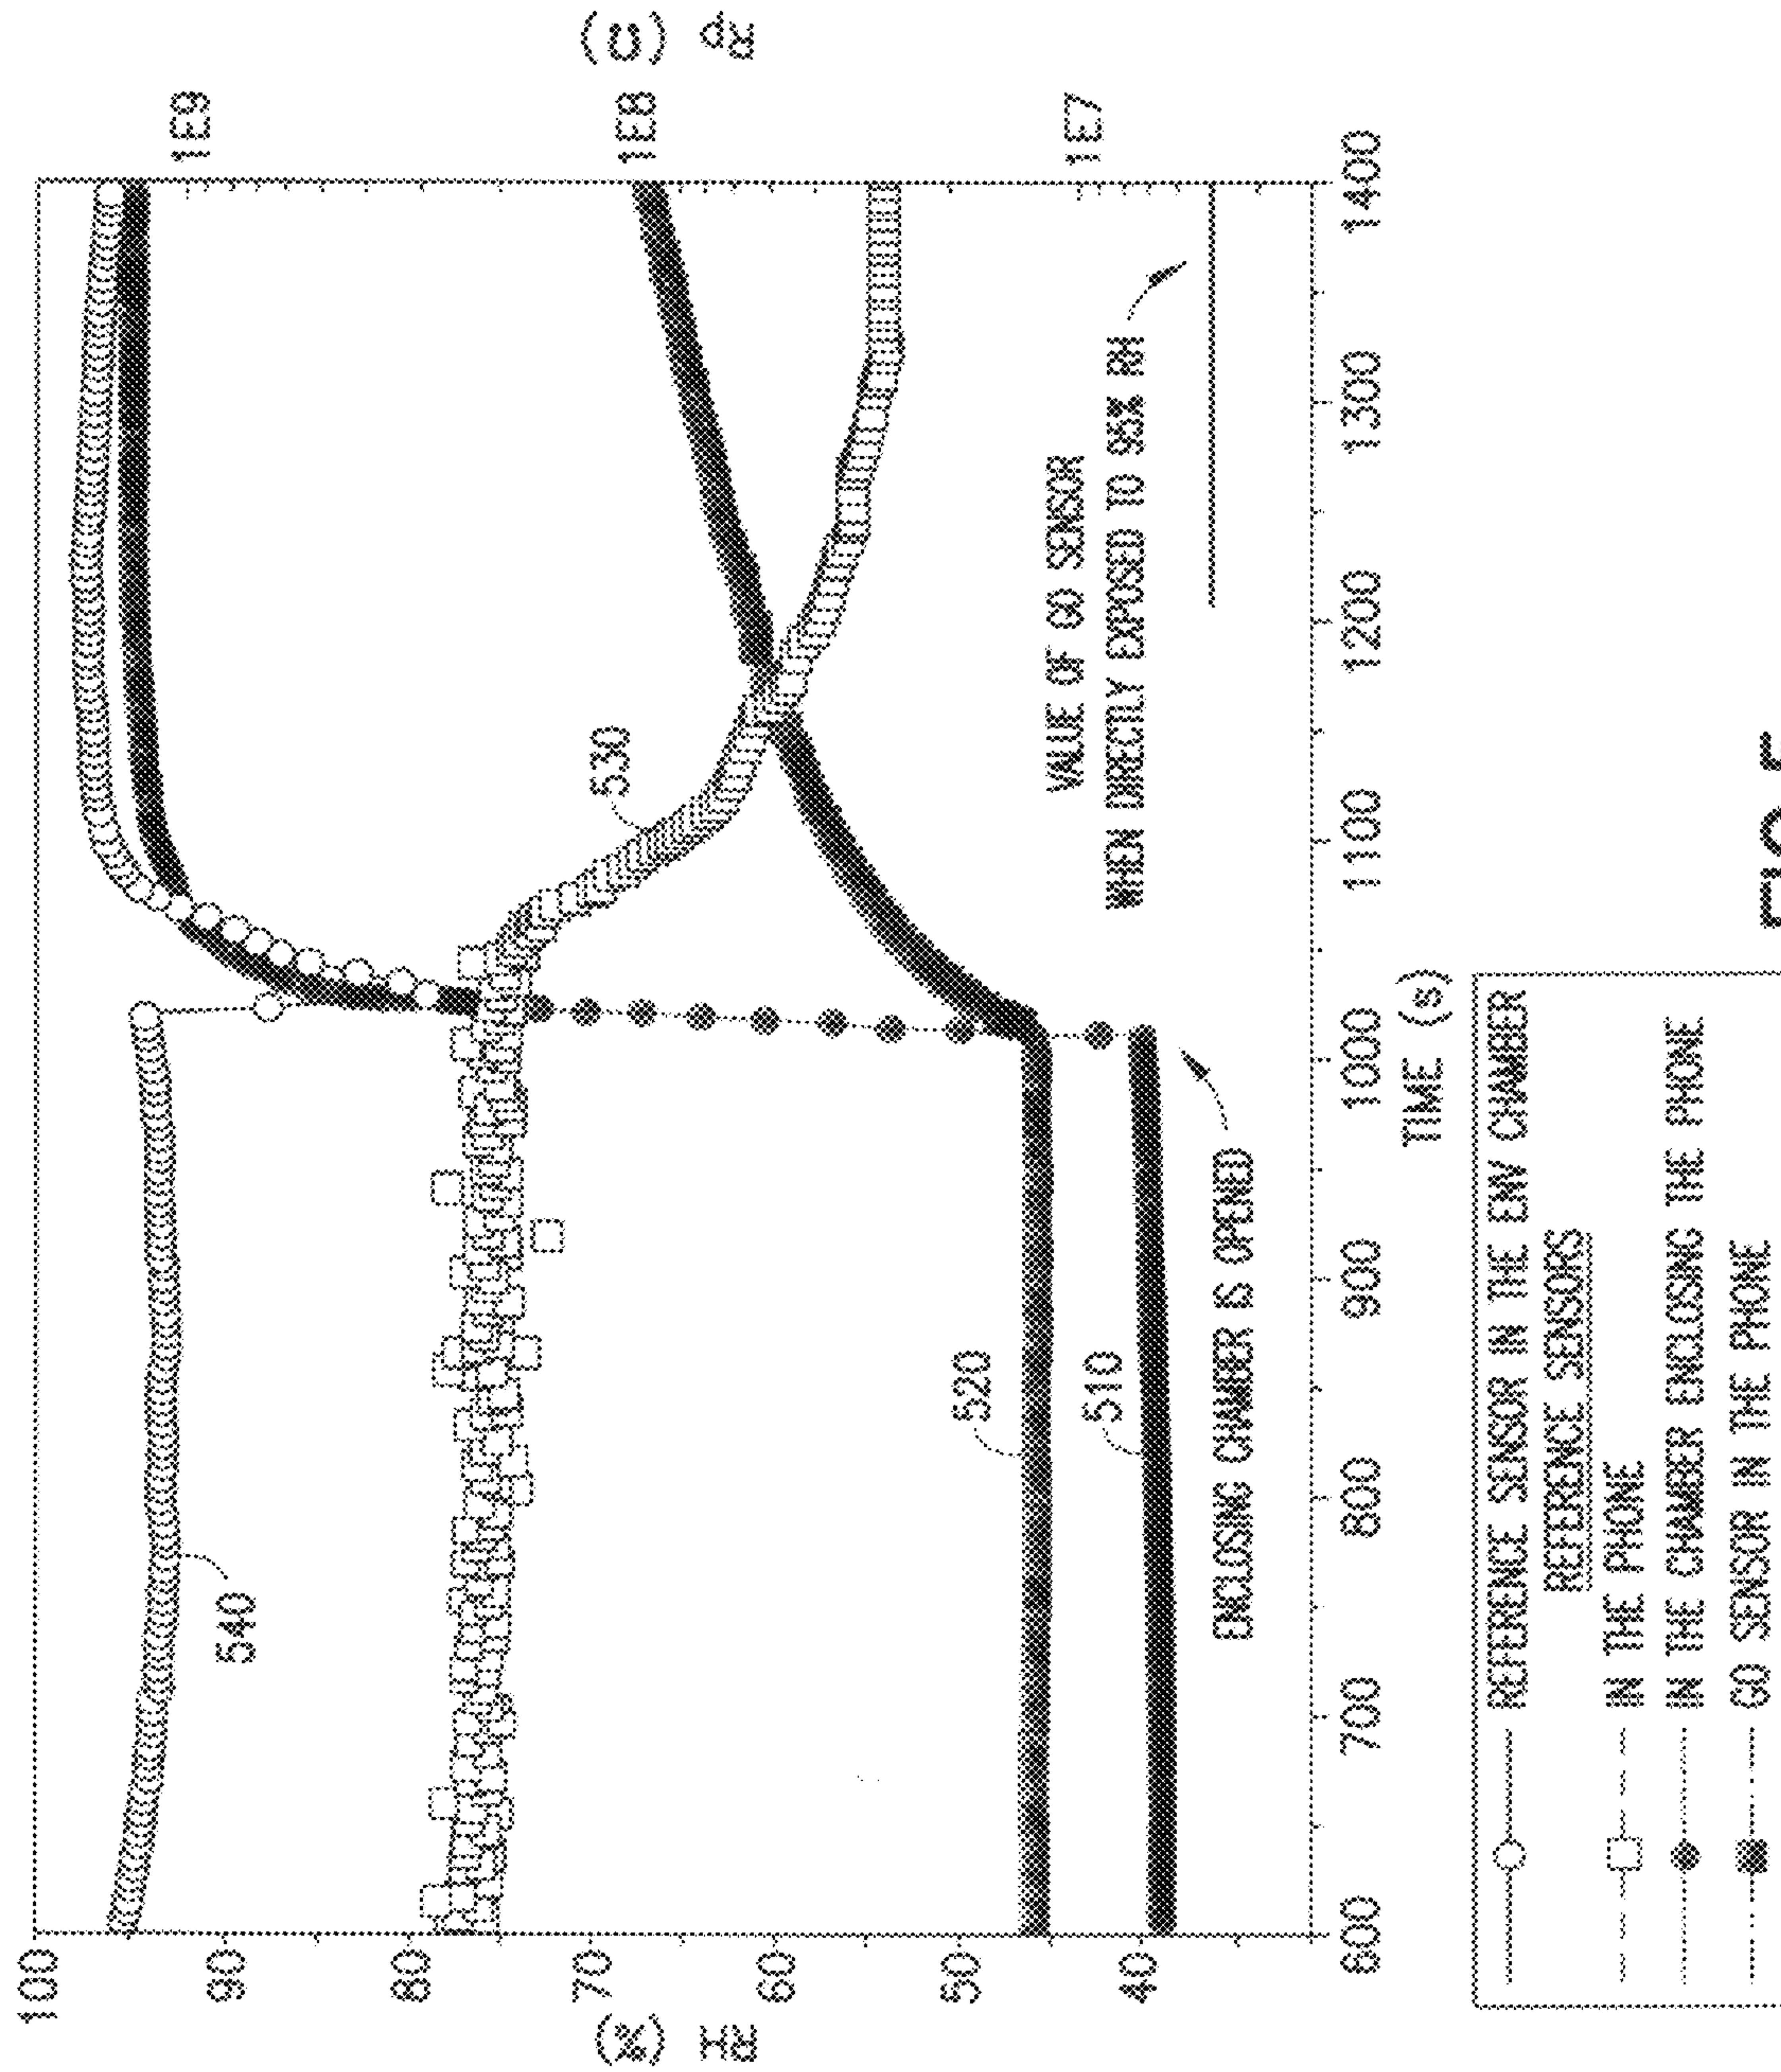 RH (%)
100
90
80
70
60
50
40
Rp (Ω)
1E9
1E8
1E7
540
530
520
510
VALUE OF GO SENSOR
WHEN DIRECTLY EXPOSED TO 95% RH
ENCLOSING CHAMBER IS OPENED
600
700
800
900
1000
1100
1200
1300
1400
TIME (s)
REFERENCE SENSOR IN THE ENV CHAMBER
REFERENCE SENSORS
IN THE PHONE
IN THE CHAMBER ENCLOSING THE PHONE
GO SENSOR IN THE PHONE